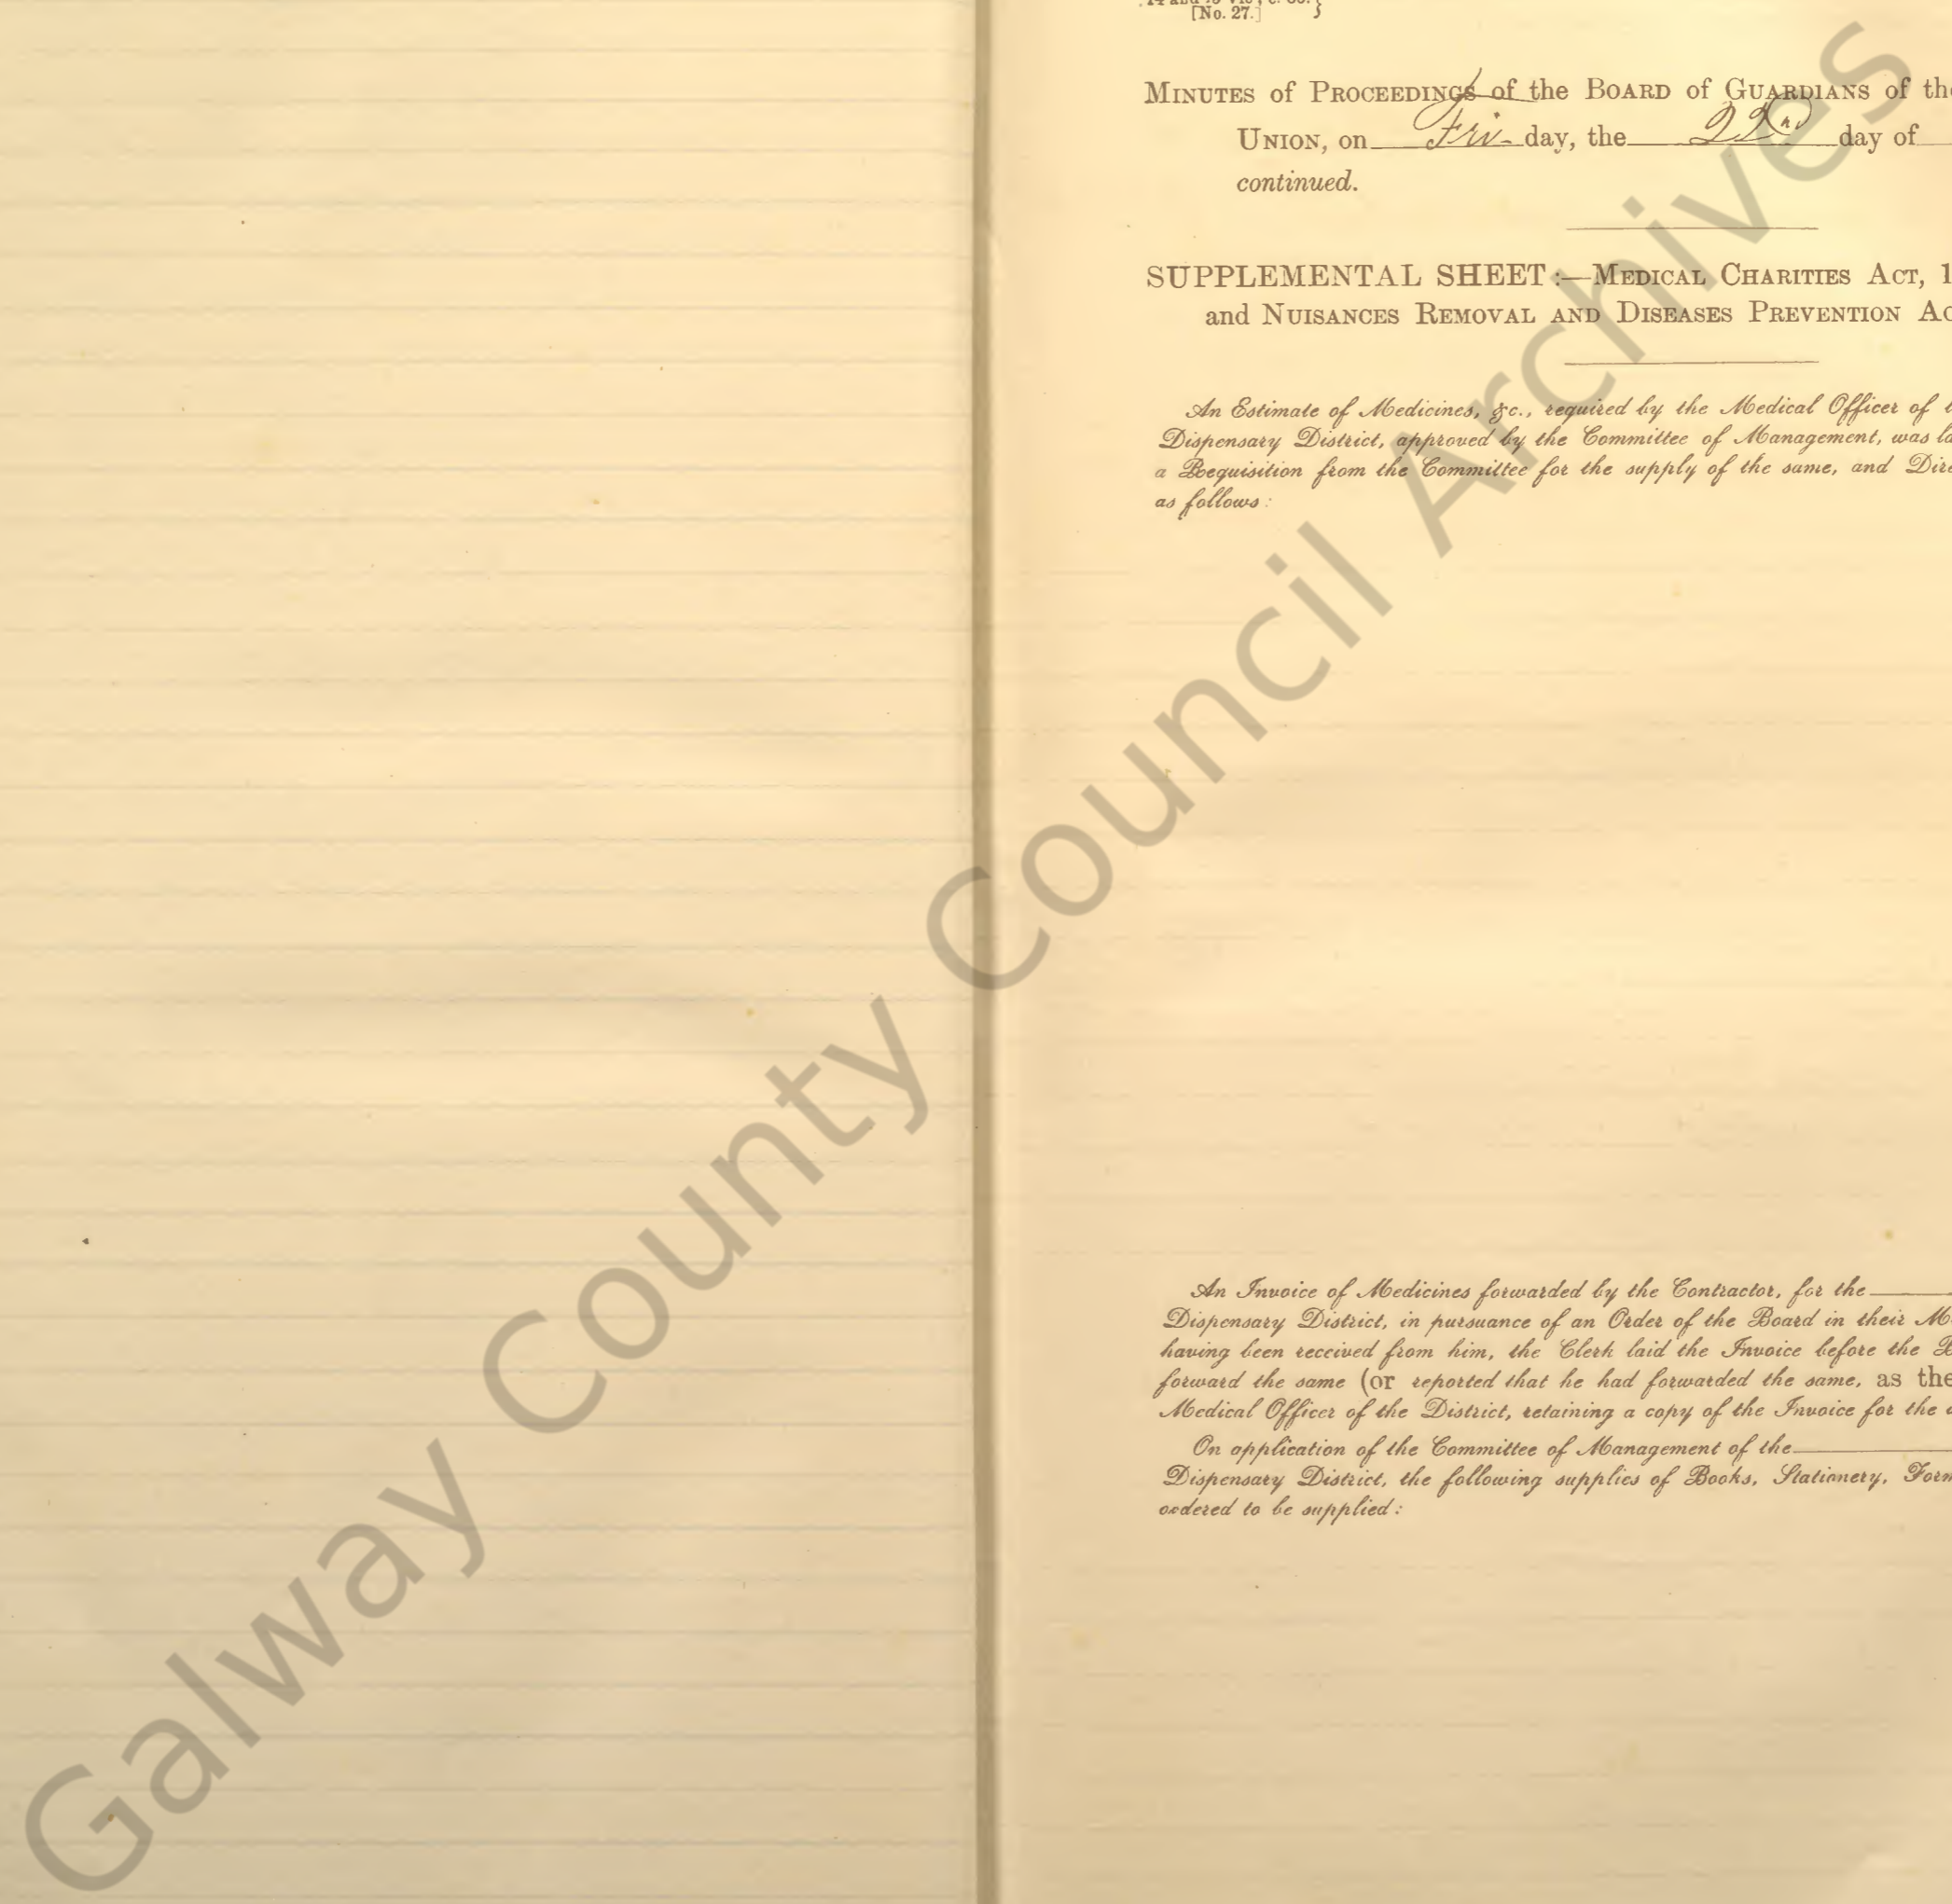 [No. 27.]
MINUTES of PROCEEDINGS of the BOARD of GUARDIANS of the
UNION, on Fri-day, the 22nd day of
continued.
SUPPLEMENTAL SHEET:—MEDICAL CHARITIES ACT, 1
and NUISANCES REMOVAL AND DISEASES PREVENTION AC
An Estimate of Medicines, &c., required by the Medical Officer of t
Dispensary District, approved by the Committee of Management, was la
a Requisition from the Committee for the supply of the same, and Dire
as follows:
An Invoice of Medicines forwarded by the Contractor, for the
Dispensary District, in pursuance of an Order of the Board in their M
having been received from him, the Clerk laid the Invoice before the B
forward the same (or reported that he had forwarded the same, as the
Medical Officer of the District, retaining a copy of the Invoice for the
On application of the Committee of Management of the
Dispensary District, the following supplies of Books, Stationery, Form
ordered to be supplied:
Galway County Council Archives